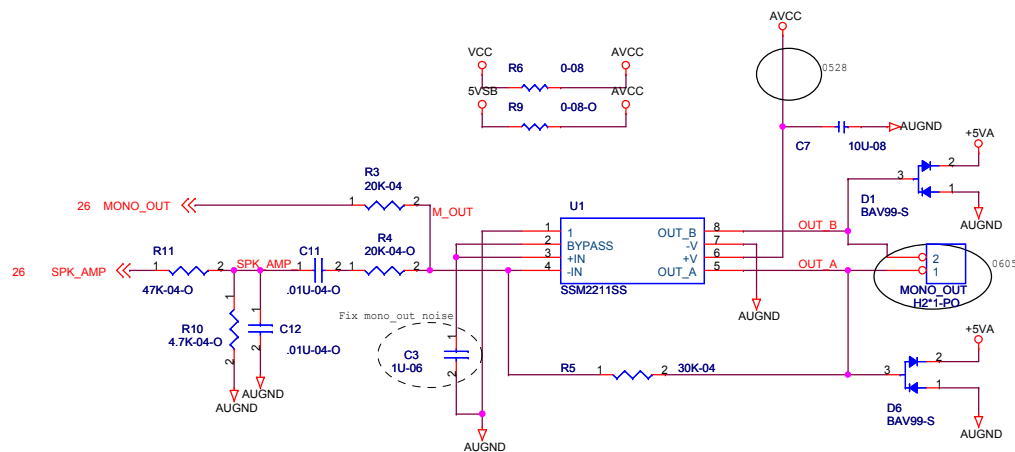 AVCC
0528
VCC R6 0-08 AVCC
5VSB R9 0-08-O AVCC
C7 10U-08 AUGND
+5VA
2
3
1
D1
BAV99-S
AUGND
R3
20K-04
26 MONO_OUT 1 2
M_OUT
R4
20K-04-O
U1
1 1 OUT_B 8 OUT_B
2 BYPASS -V 7
3 +IN +V 6
4 -IN OUT_A 5 OUT_A
SSM2211SS
AUGND
2
1
MONO_OUT
H2*1-PO
0605
R11
26 SPK_AMP 1 2 SPK_AMP
47K-04-O
C11
1 2
.01U-04-O
1 2
1
R10
4.7K-04-O
2
AUGND
1
C12
.01U-04-O
2
AUGND
Fix mono_out noise
1
C3
1U-06
2
AUGND
R5 1 2 30K-04
+5VA
2
3
1
D6
BAV99-S
AUGND